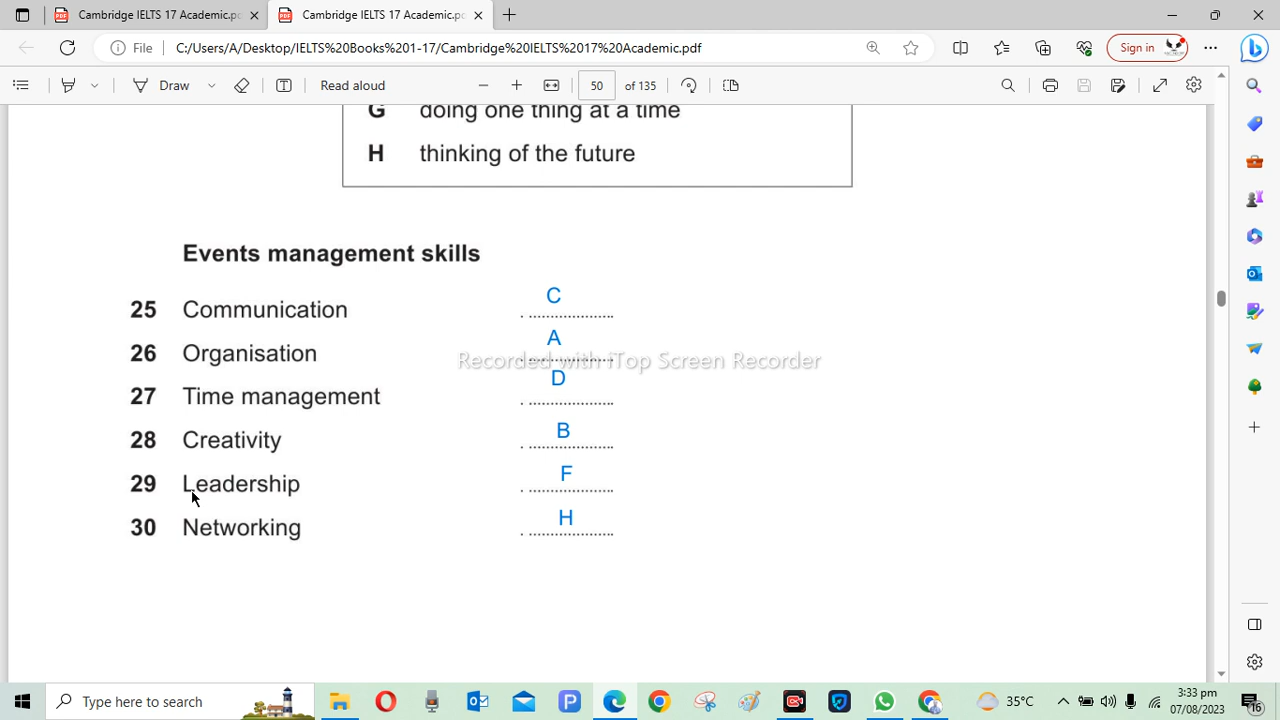 Cambridge IELTS 17 Academic.pdf
Cambridge IELTS 17 Academic.pd
File C:/Users/A/Desktop/IELTS%20Books%201-17/Cambridge%20IELTS%2017%20Academic.pdf Sign in
Draw Read aloud 50 of 135
G doing one thing at a time
H thinking of the future
Events management skills
25 Communication C
26 Organisation A
Recorded with iTop Screen Recorder
27 Time management D
28 Creativity B
29 Leadership F
30 Networking H
Type here to search 35°C 3:33 pm
07/08/2023 16